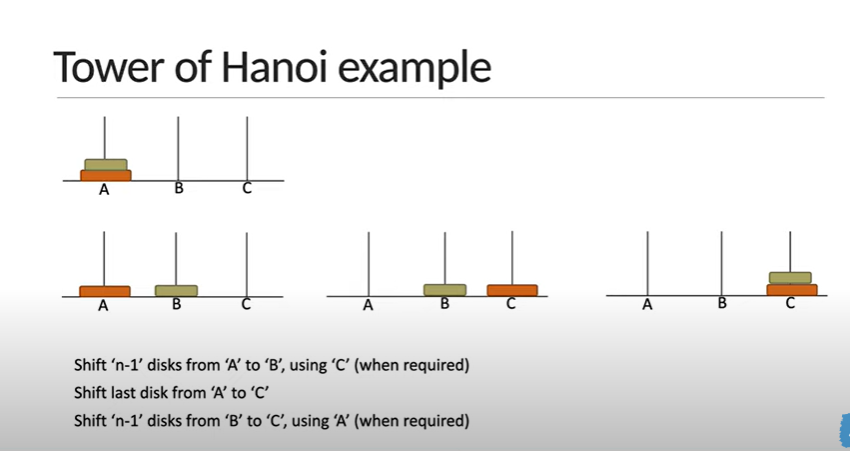 Tower of Hanoi example
A B C
A B C
A B C
A B C
Shift ‘n-1’ disks from ‘A’ to ‘B’, using ‘C’ (when required)
Shift last disk from ‘A’ to ‘C’
Shift ‘n-1’ disks from ‘B’ to ‘C’, using ‘A’ (when required)